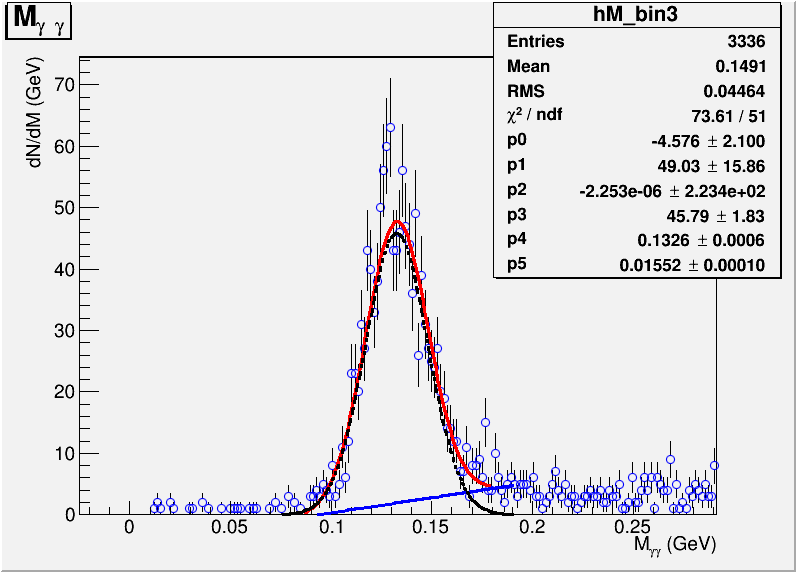 M γ γ
hM_bin3
Entries 3336
Mean 0.1491
RMS 0.04464
χ² / ndf 73.61 / 51
p0 -4.576 ± 2.100
p1 49.03 ± 15.86
p2 -2.253e-06 ± 2.234e+02
p3 45.79 ± 1.83
p4 0.1326 ± 0.0006
p5 0.01552 ± 0.00010
dN/dM (GeV)
70
60
50
40
30
20
10
0
0 0.05 0.1 0.15 0.2 0.25
Mγγ (GeV)